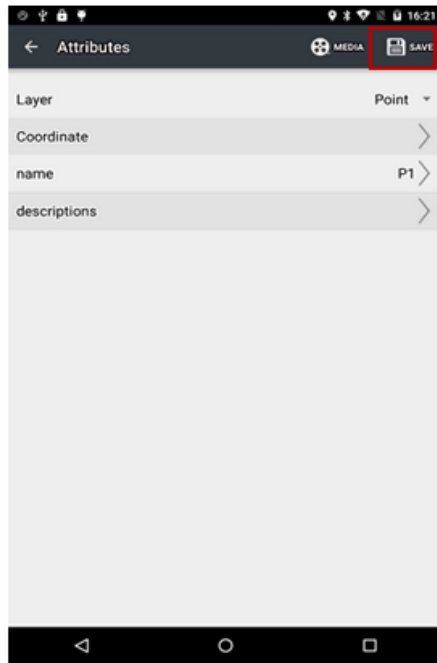 16:21
Attributes
MEDIA
SAVE
Layer Point
Coordinate
name P1
descriptions